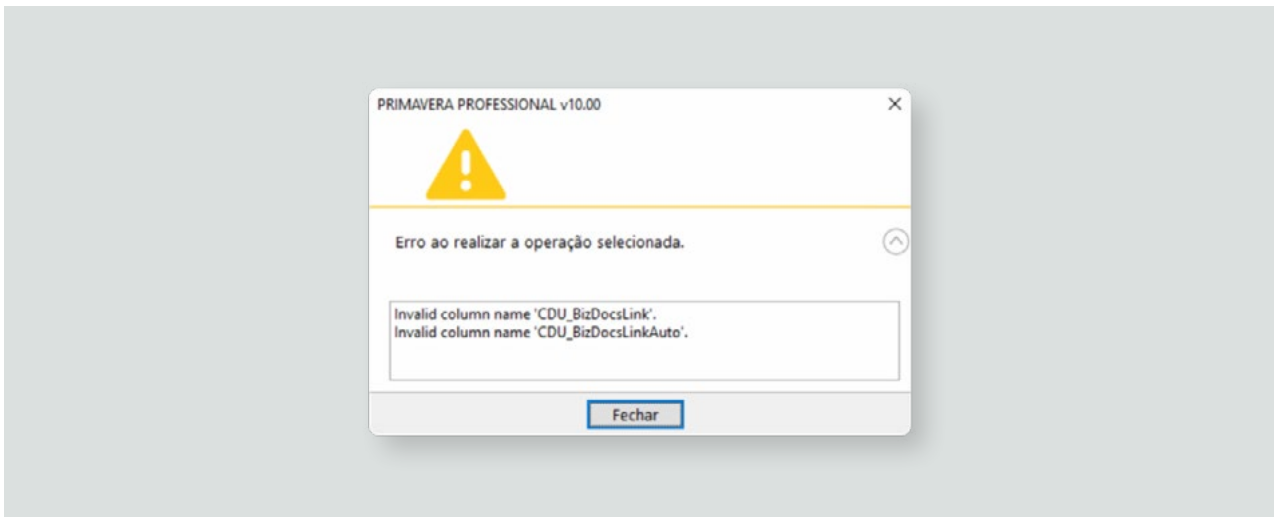 PRIMAVERA PROFESSIONAL v10.00
Erro ao realizar a operação selecionada.
Invalid column name 'CDU_BizDocsLink'.
Invalid column name 'CDU_BizDocsLinkAuto'.
Fechar